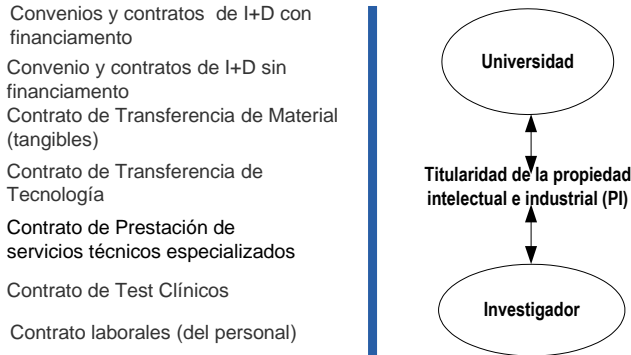 Convenios y contratos de I+D con
financiamento
Convenio y contratos de I+D sin
financiamento
Contrato de Transferencia de Material
(tangibles)
Contrato de Transferencia de
Tecnología
Contrato de Prestación de
servicios técnicos especializados
Contrato de Test Clínicos
Contrato laborales (del personal)
Universidad
Titularidad de la propiedad
intelectual e industrial (PI)
Investigador